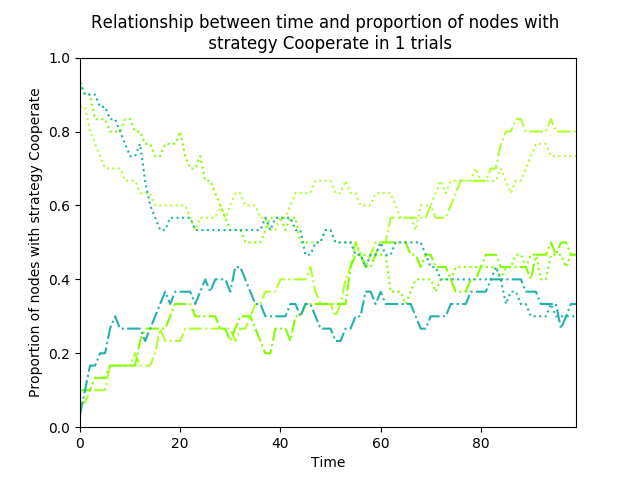 Relationship between time and proportion of nodes with
strategy Cooperate in 1 trials
Proportion of nodes with strategy Cooperate
1.0
0.8
0.6
0.4
0.2
0.0
0 20 40 60 80
Time